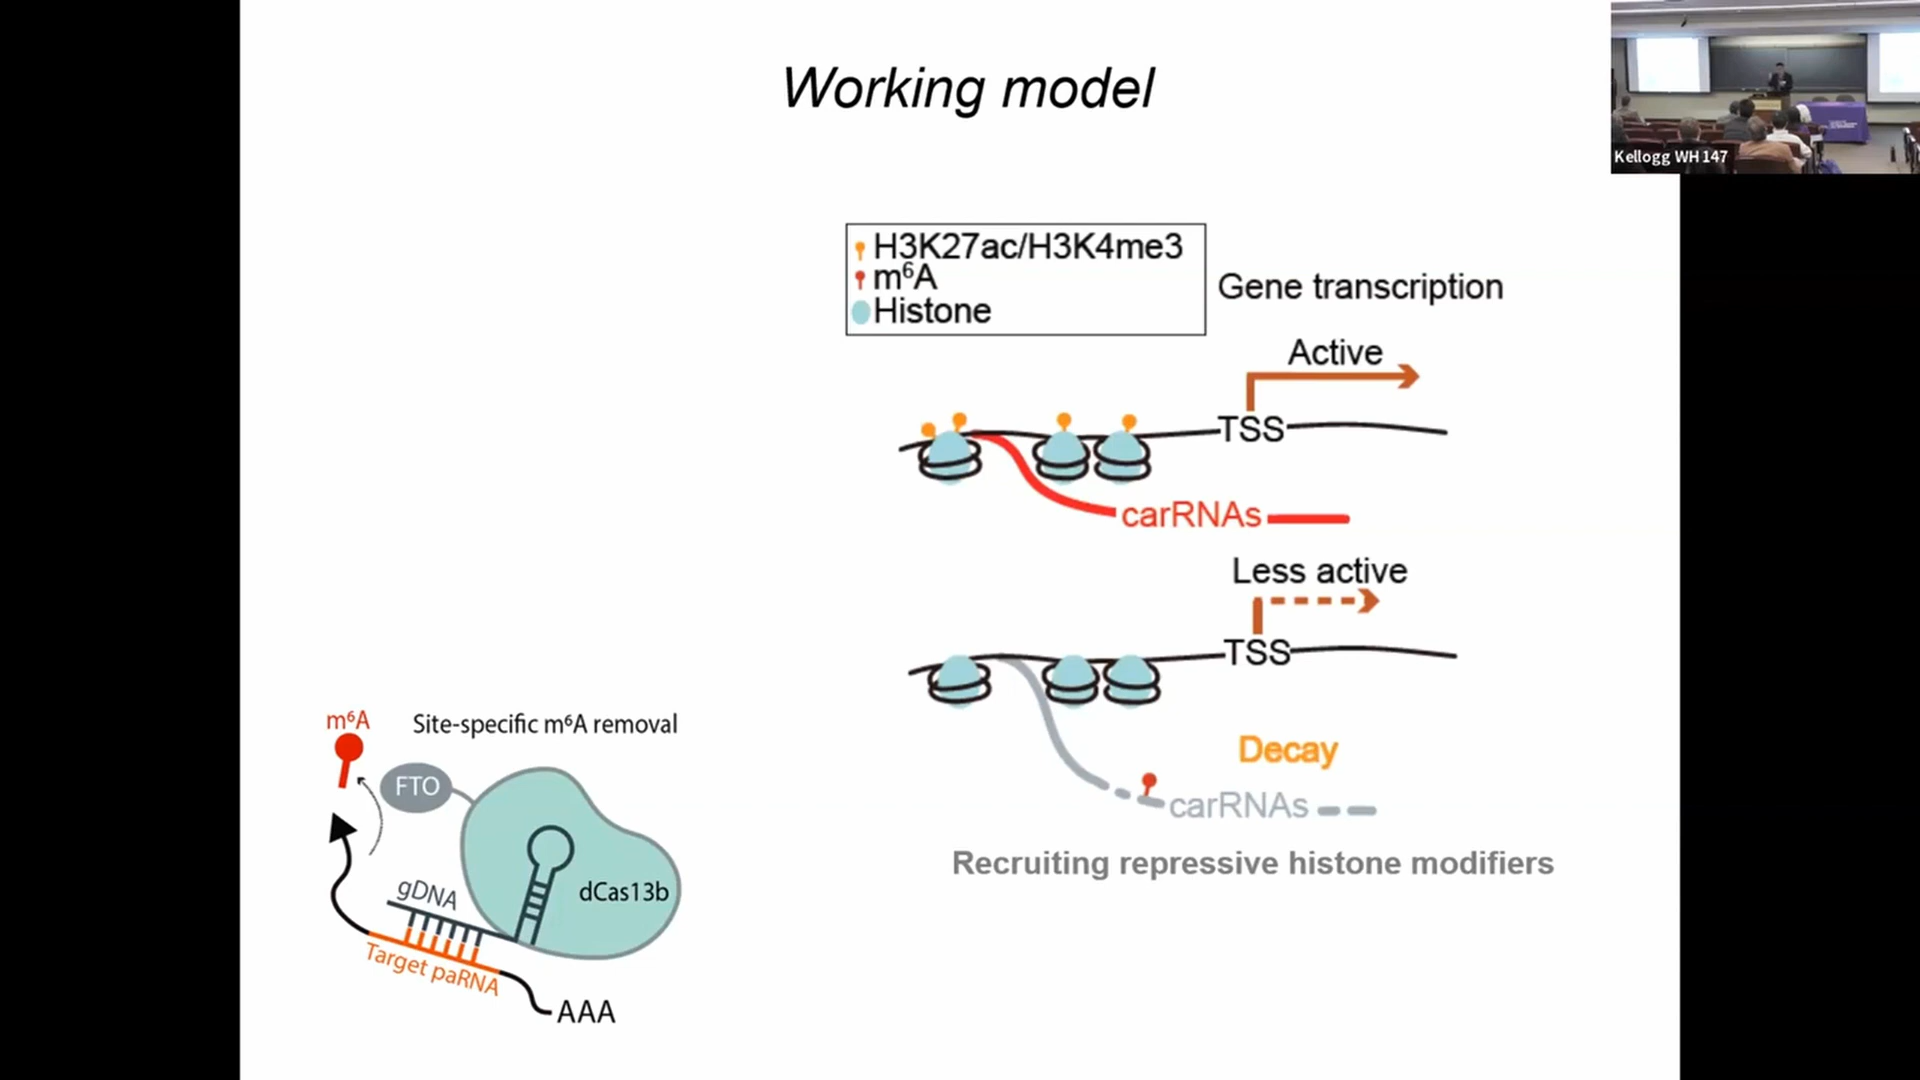 Working model
Kellogg WH 147
H3K27ac/H3K4me3
m⁶A
Histone
Gene transcription
Active
TSS
carRNAs
Less active
TSS
Decay
carRNAs
Recruiting repressive histone modifiers
m⁶A
Site-specific m⁶A removal
FTO
dCas13b
gDNA
Target paRNA
AAA